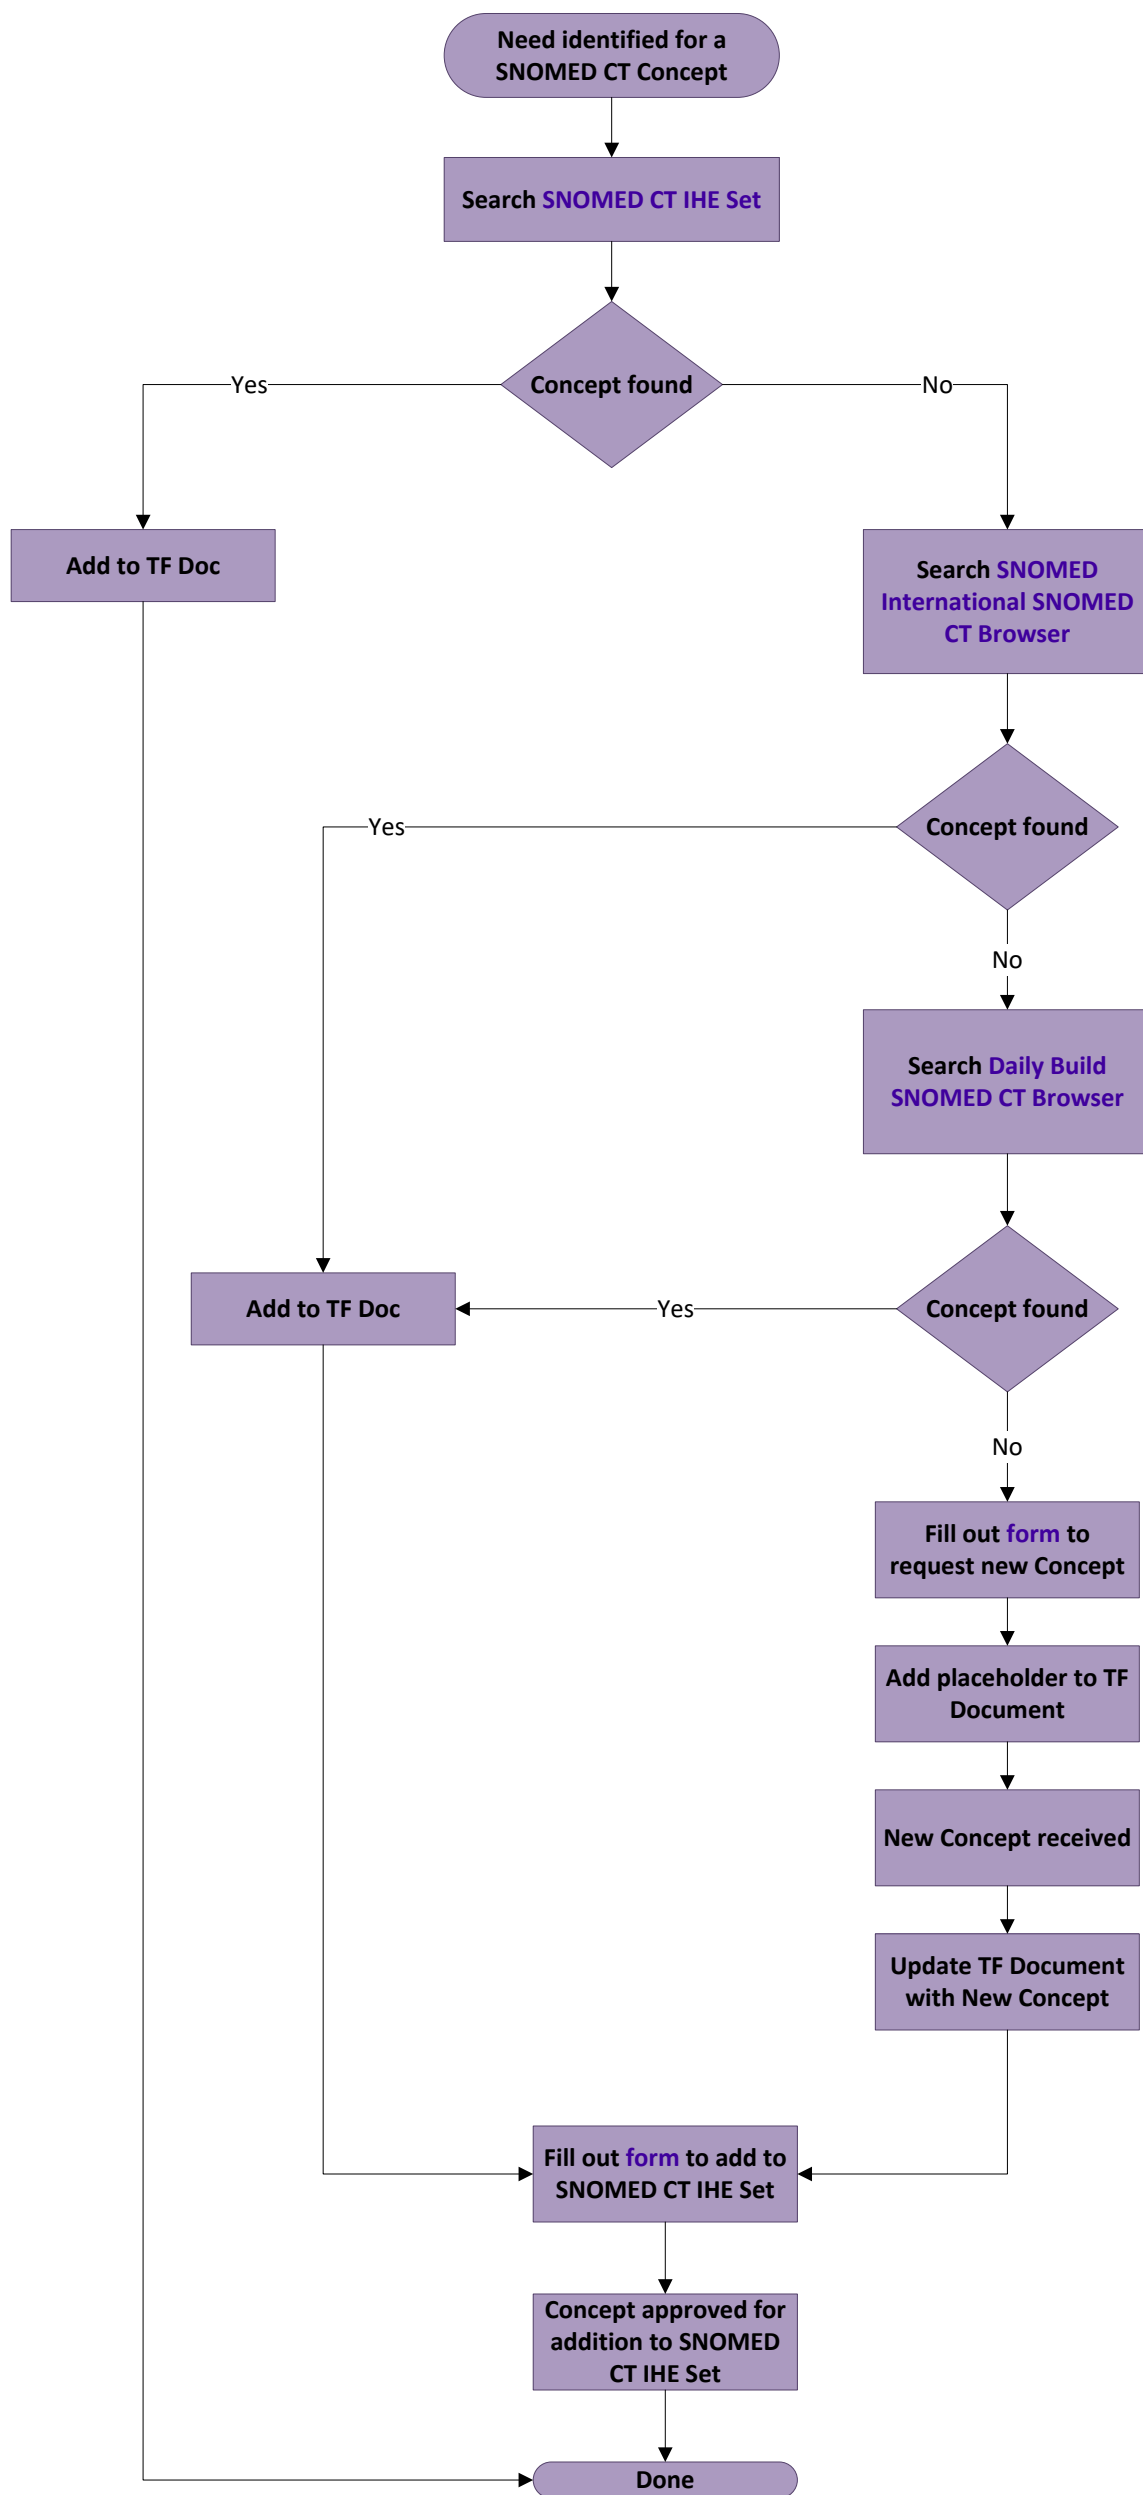 Need identified for a
SNOMED CT Concept
Search SNOMED CT IHE Set
Concept found
Yes
No
Add to TF Doc
Search SNOMED
International SNOMED
CT Browser
Concept found
Yes
No
Search Daily Build
SNOMED CT Browser
Concept found
Yes
Add to TF Doc
No
Fill out form to
request new Concept
Add placeholder to TF
Document
New Concept received
Update TF Document
with New Concept
Fill out form to add to
SNOMED CT IHE Set
Concept approved for
addition to SNOMED
CT IHE Set
Done